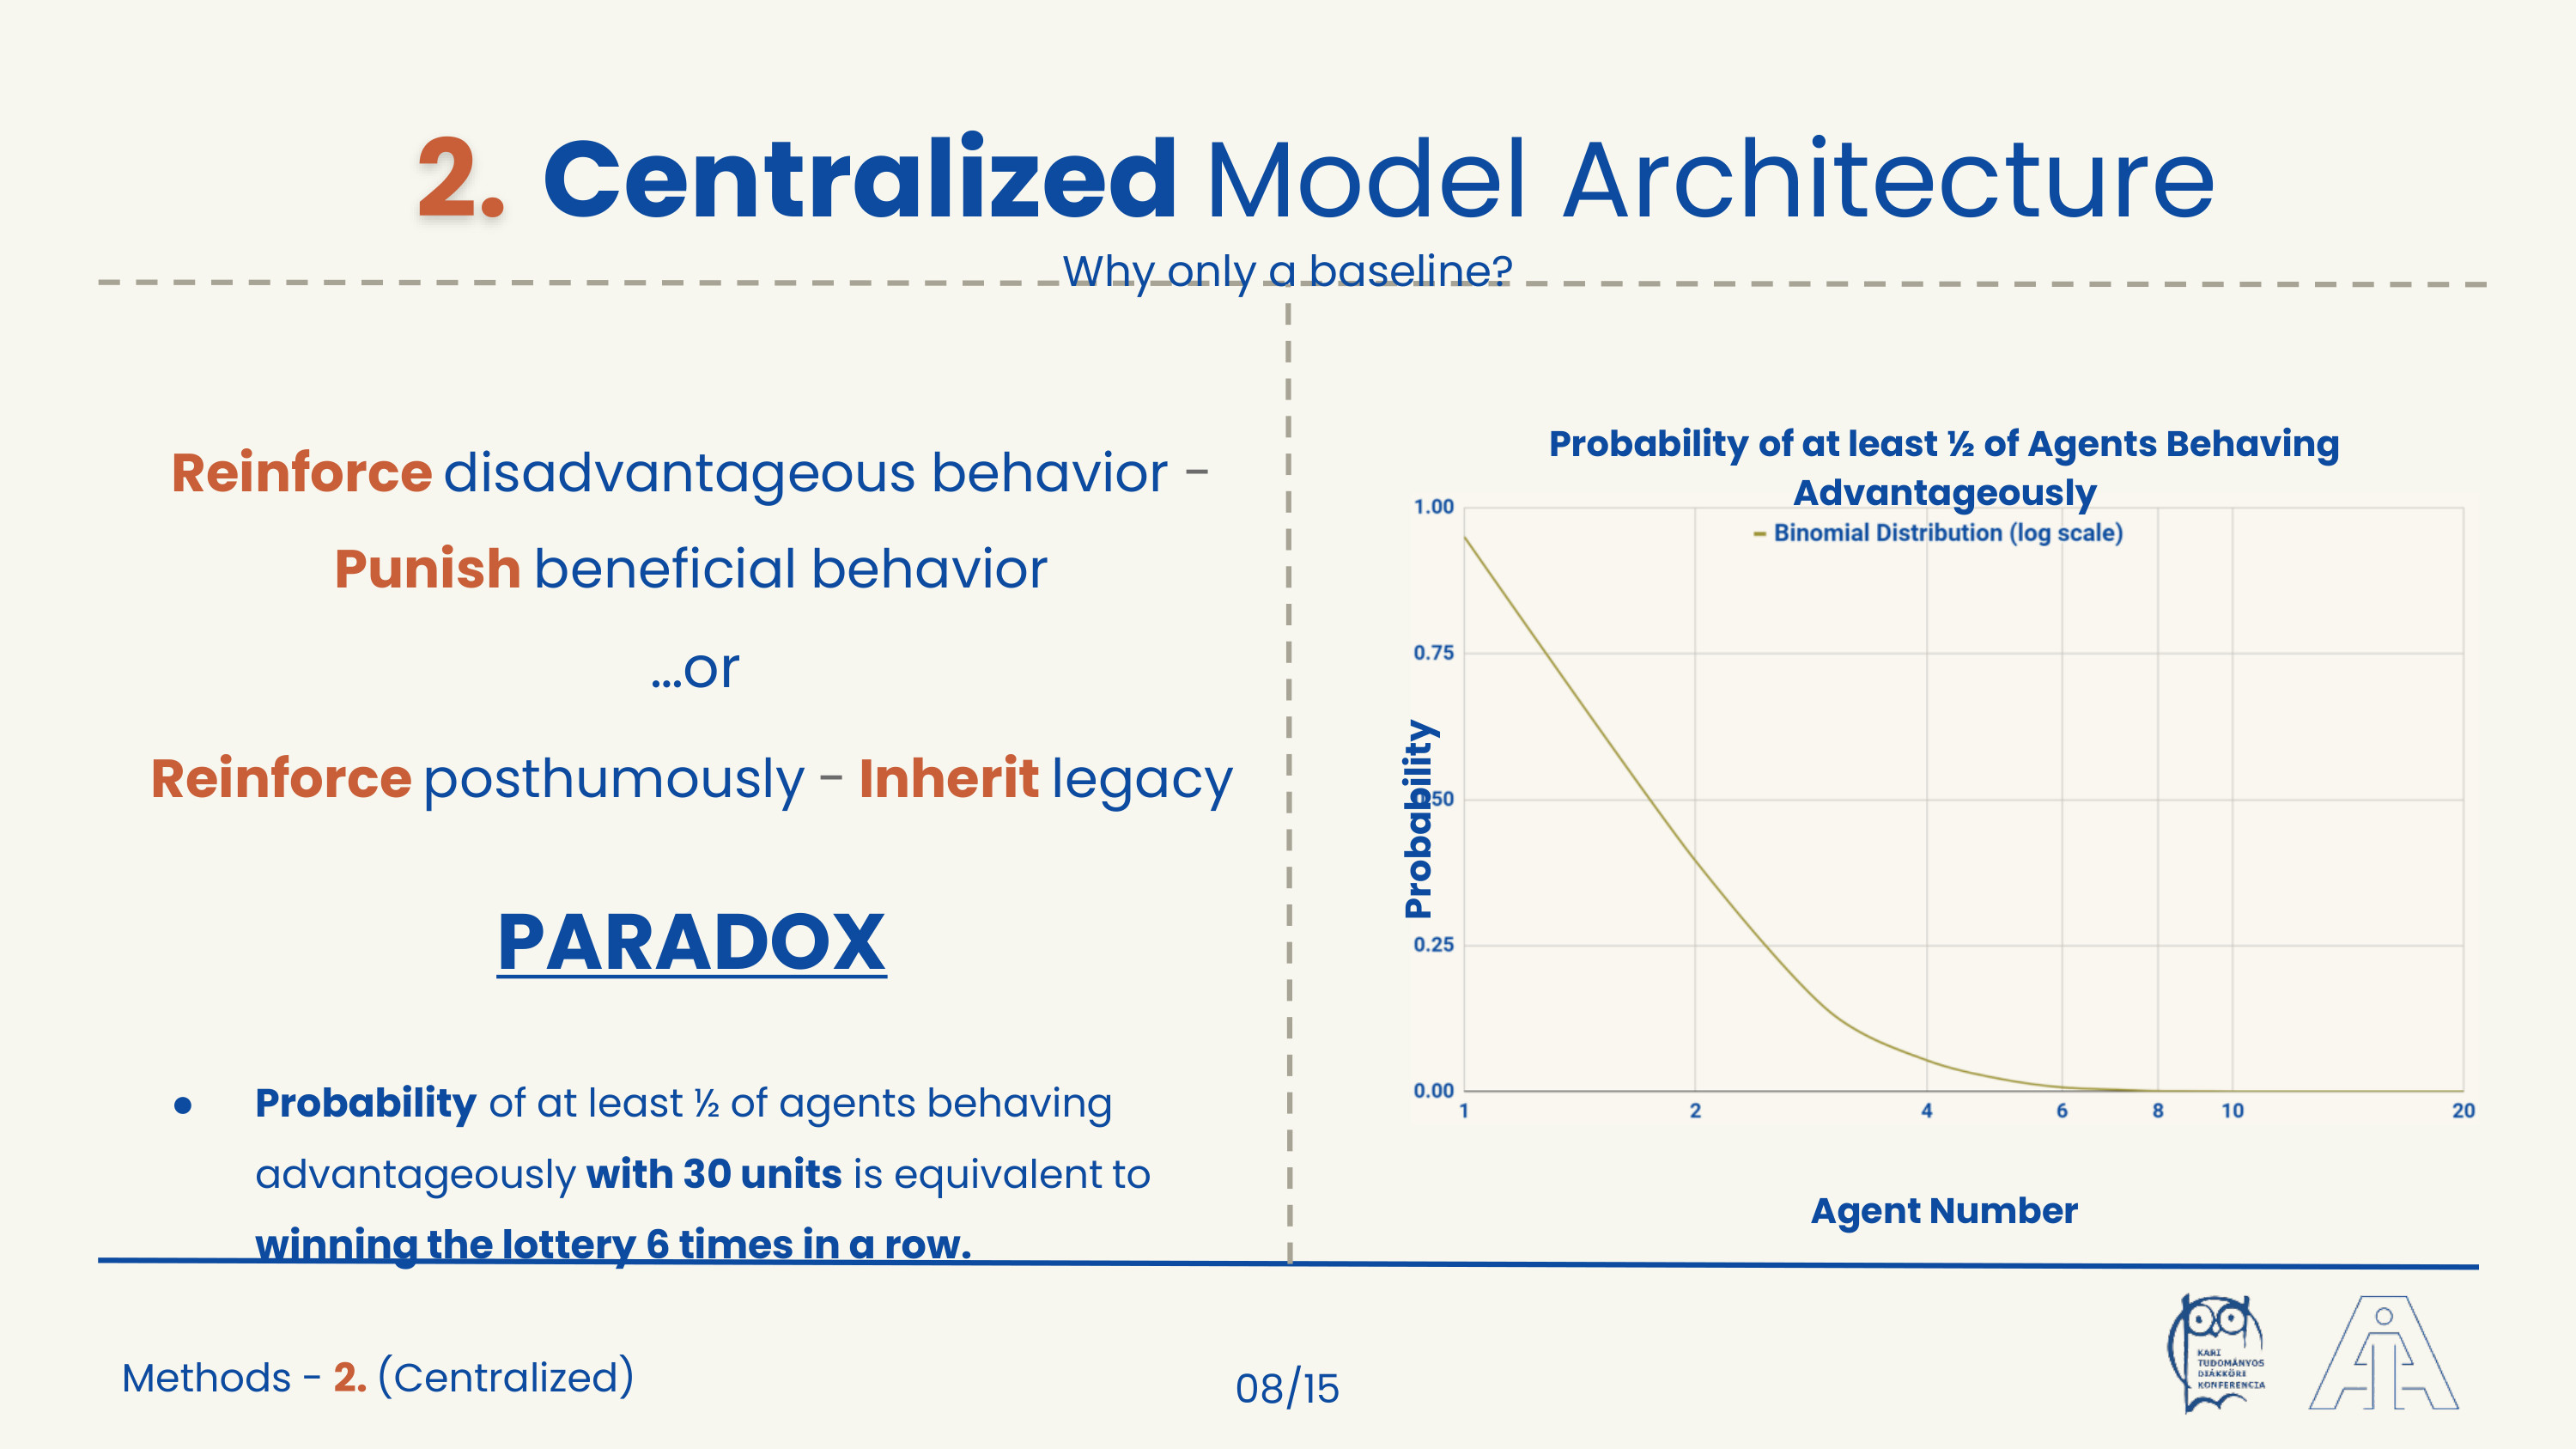 2. Centralized Model Architecture
Why only a baseline?
Reinforce disadvantageous behavior -
Punish beneficial behavior
...or
Reinforce posthumously - Inherit legacy
PARADOX
● Probability of at least ½ of agents behaving
advantageously with 30 units is equivalent to
winning the lottery 6 times in a row.
Probability of at least ½ of Agents Behaving
Advantageously
Binomial Distribution (log scale)
Probability
1.00
0.75
0.25
0.00
1 2 4 6 8 10 20
Agent Number
Methods - 2. (Centralized)
08/15
KARI
TUDOMÁNYOS
DIÁKKÖRI
KONFERENCIA